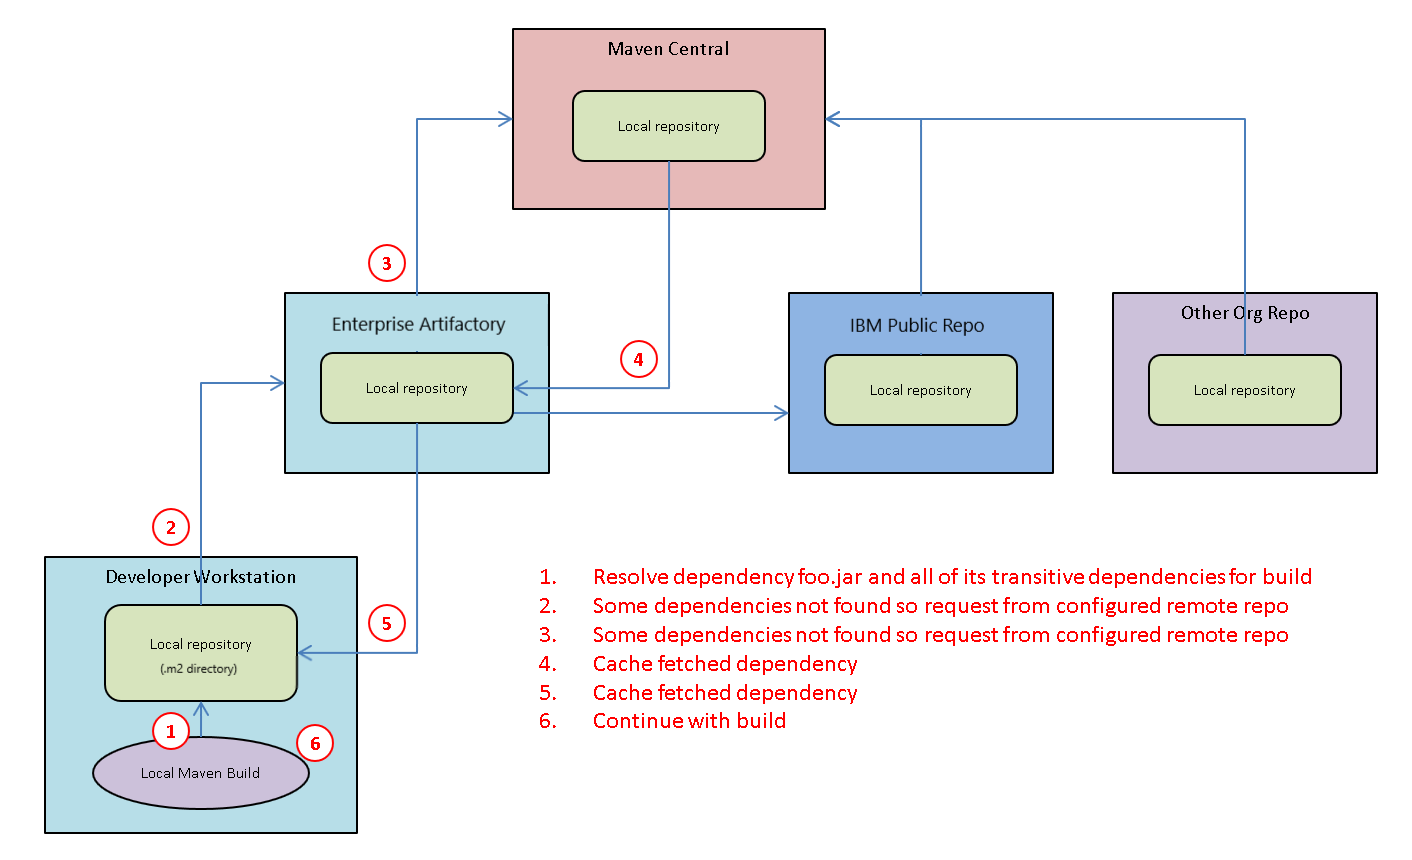 Maven Central
Local repository
3
Enterprise Artifactory
Local repository
4
IBM Public Repo
Local repository
Other Org Repo
Local repository
2
Developer Workstation
Local repository
(.m2 directory)
5
1
6
Local Maven Build
1. Resolve dependency foo.jar and all of its transitive dependencies for build
2. Some dependencies not found so request from configured remote repo
3. Some dependencies not found so request from configured remote repo
4. Cache fetched dependency
5. Cache fetched dependency
6. Continue with build